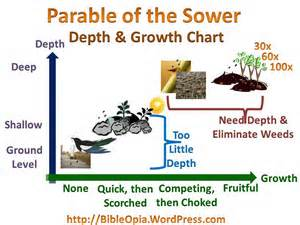 Parable of the Sower
Depth & Growth Chart
Depth
Deep
Shallow
Ground
Level
30x
60x
100x
Need Depth &
Eliminate Weeds
Too
Little
Depth
None
Quick, then
Scorched
Competing,
then Choked
Fruitful
Growth
http://BibleOpia.WordPress.com